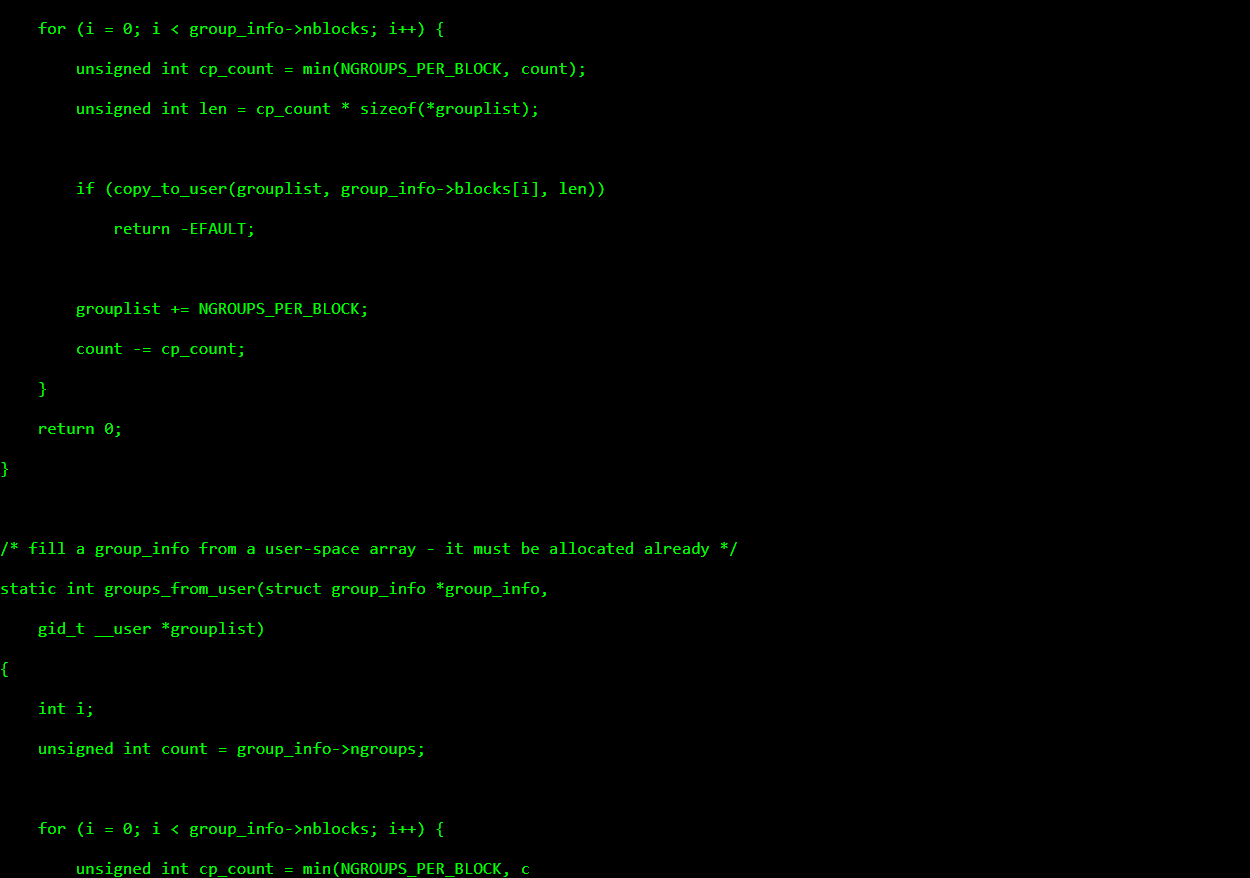 for (i = 0; i < group_info->nblocks; i++) {
        unsigned int cp_count = min(NGROUPS_PER_BLOCK, count);
        unsigned int len = cp_count * sizeof(*grouplist);

        if (copy_to_user(grouplist, group_info->blocks[i], len))
            return -EFAULT;

        grouplist += NGROUPS_PER_BLOCK;
        count -= cp_count;
    }
    return 0;
}

/* fill a group_info from a user-space array - it must be allocated already */
static int groups_from_user(struct group_info *group_info,
    gid_t __user *grouplist)
{
    int i;
    unsigned int count = group_info->ngroups;

    for (i = 0; i < group_info->nblocks; i++) {
        unsigned int cp_count = min(NGROUPS_PER_BLOCK, c